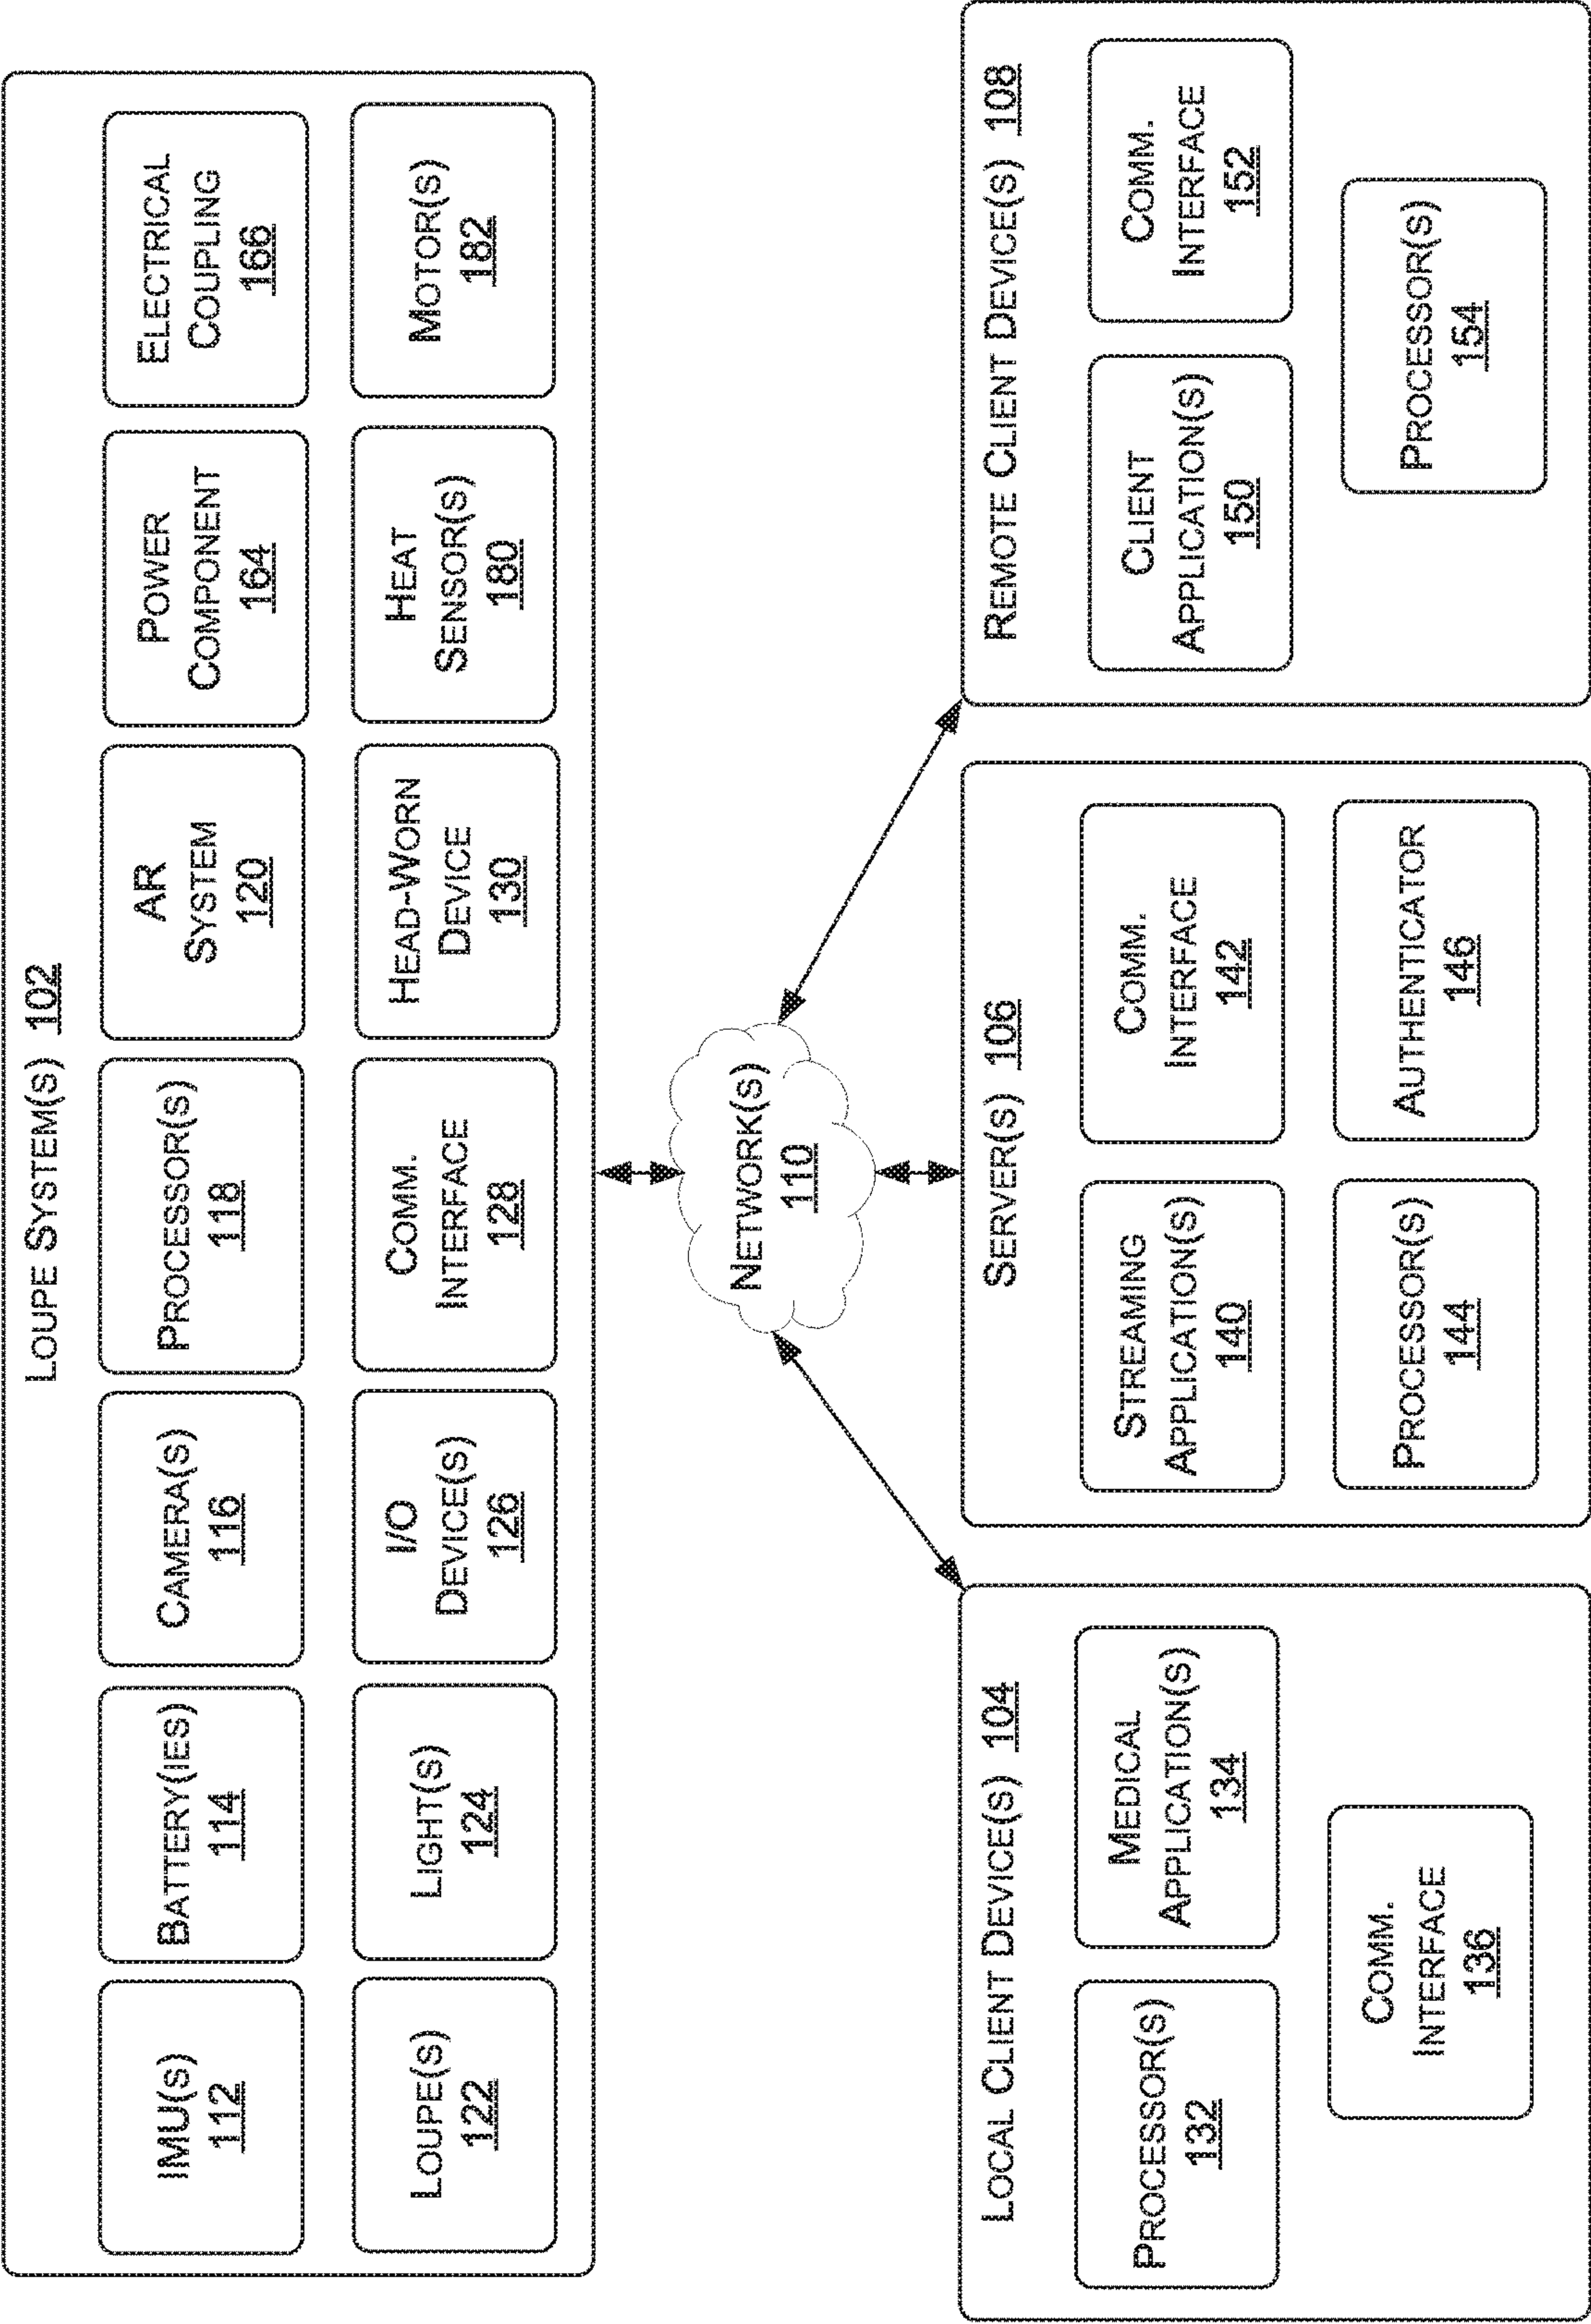 LOUPE SYSTEM(S) 102
IMU(S)
112
BATTERY(IES)
114
CAMERA(S)
116
PROCESSOR(S)
118
AR
SYSTEM
120
POWER
COMPONENT
164
ELECTRICAL
COUPLING
166
LOUPE(S)
122
LIGHT(S)
124
I/O
DEVICE(S)
126
COMM.
INTERFACE
128
HEAD-WORN
DEVICE
130
HEAT
SENSOR(S)
180
MOTOR(S)
182
NETWORK(S)
110
LOCAL CLIENT DEVICE(S) 104
PROCESSOR(S)
132
MEDICAL
APPLICATION(S)
134
COMM.
INTERFACE
136
SERVER(S) 106
STREAMING
APPLICATION(S)
140
COMM.
INTERFACE
142
PROCESSOR(S)
144
AUTHENTICATOR
146
REMOTE CLIENT DEVICE(S) 108
CLIENT
APPLICATION(S)
150
COMM.
INTERFACE
152
PROCESSOR(S)
154